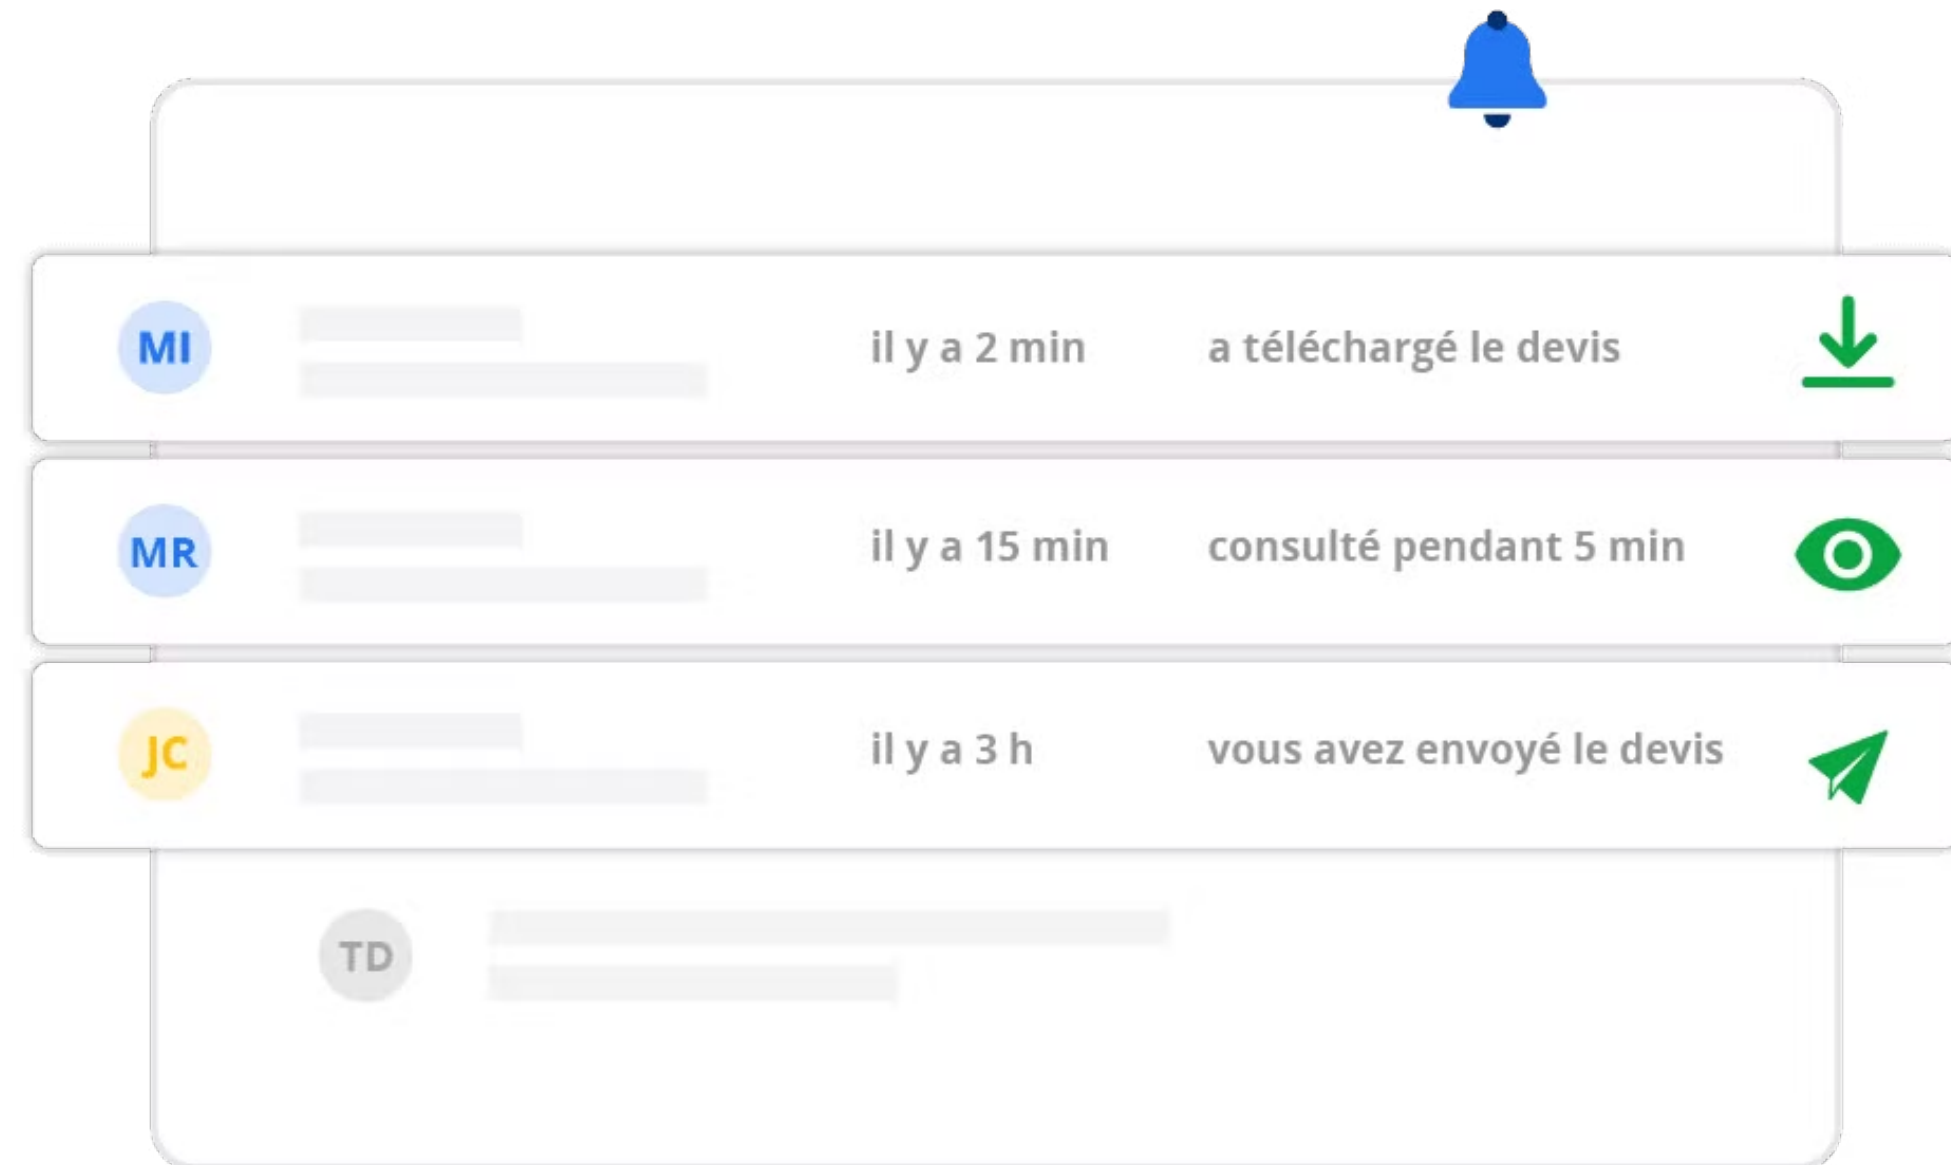 MI il y a 2 min a téléchargé le devis
MR il y a 15 min consulté pendant 5 min
JC il y a 3 h vous avez envoyé le devis
TD